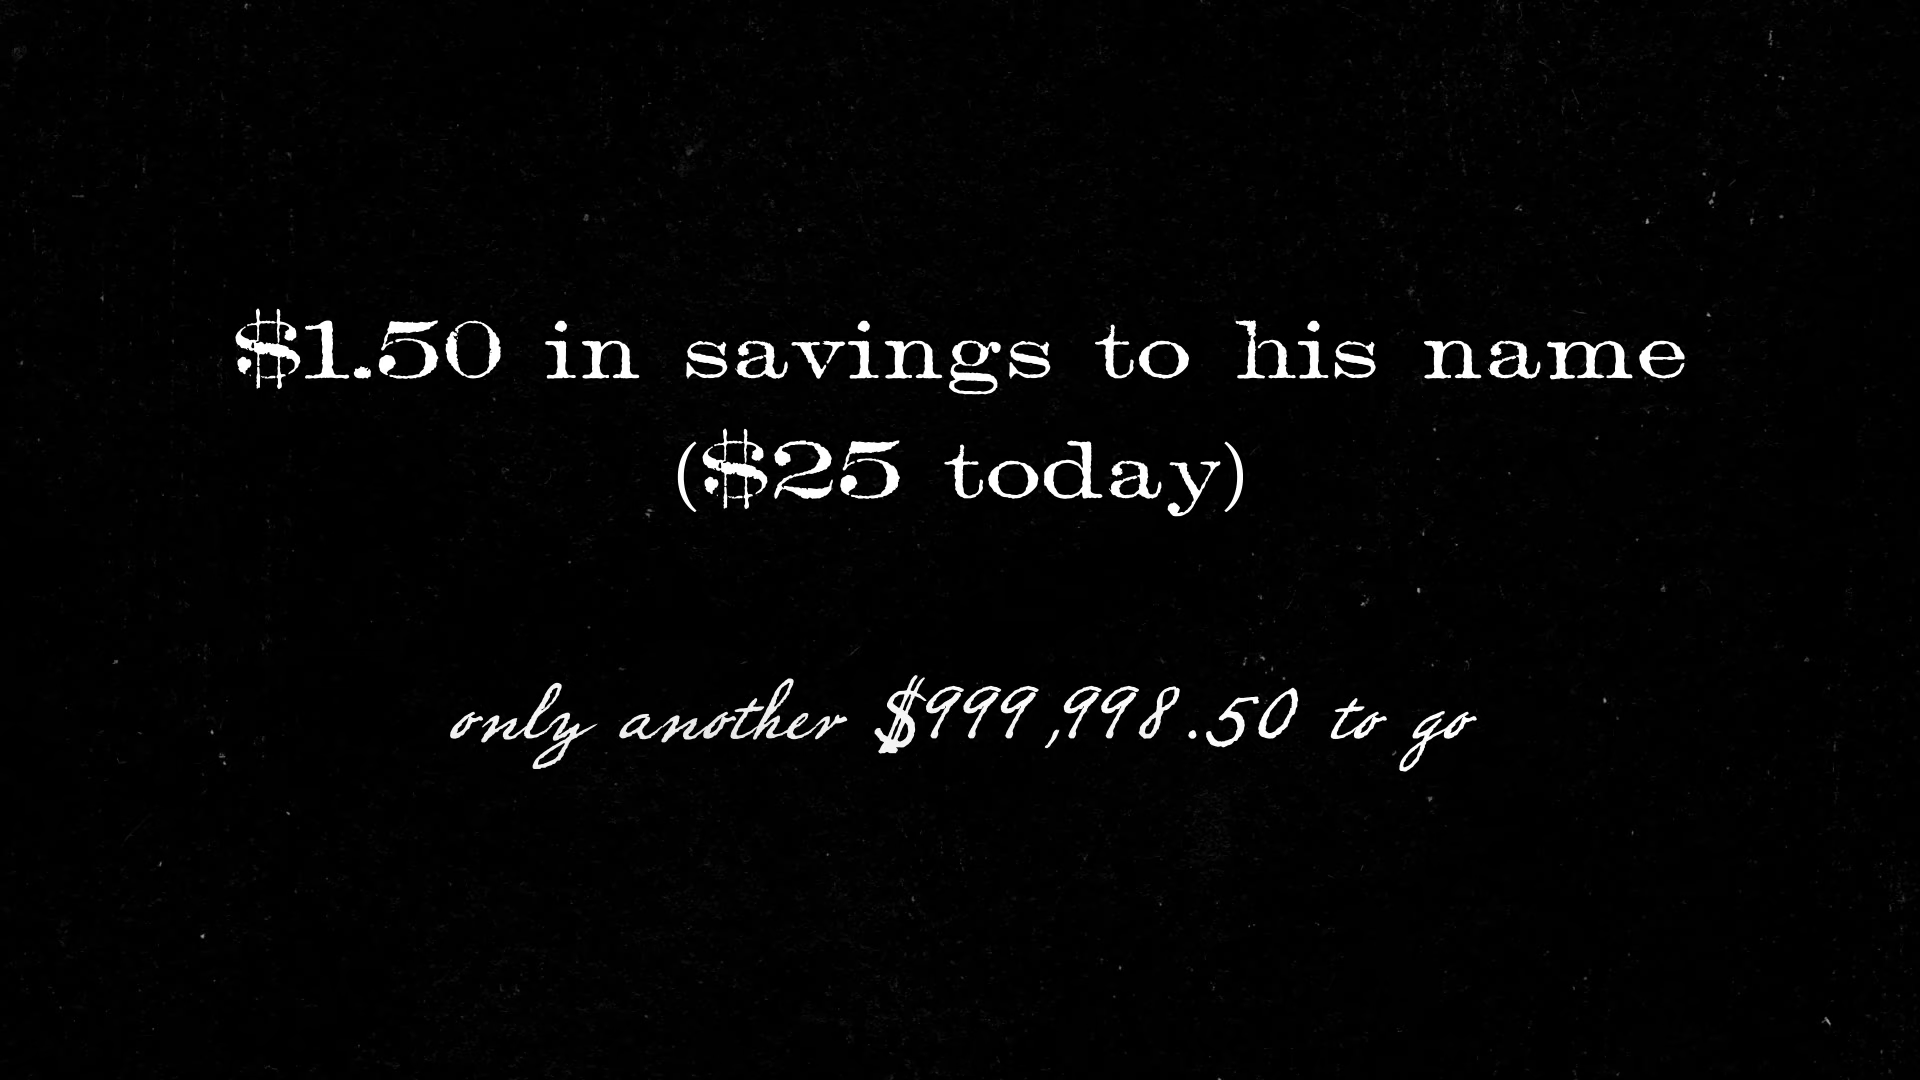 $1.50 in savings to his name
($25 today)
only another $999,998.50 to go